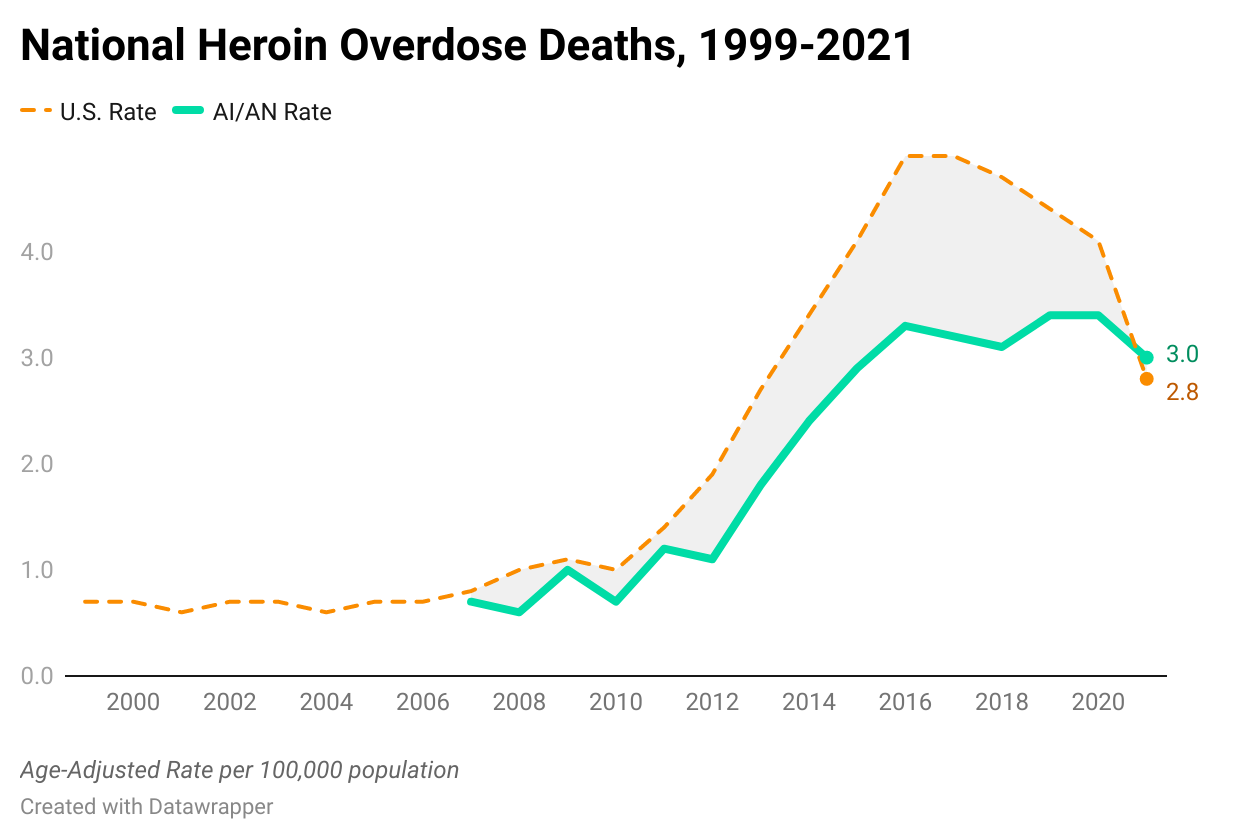 National Heroin Overdose Deaths, 1999-2021
U.S. Rate AI/AN Rate
4.0
3.0
2.0
1.0
0.0
3.0
2.8
2000 2002 2004 2006 2008 2010 2012 2014 2016 2018 2020
Age-Adjusted Rate per 100,000 population
Created with Datawrapper